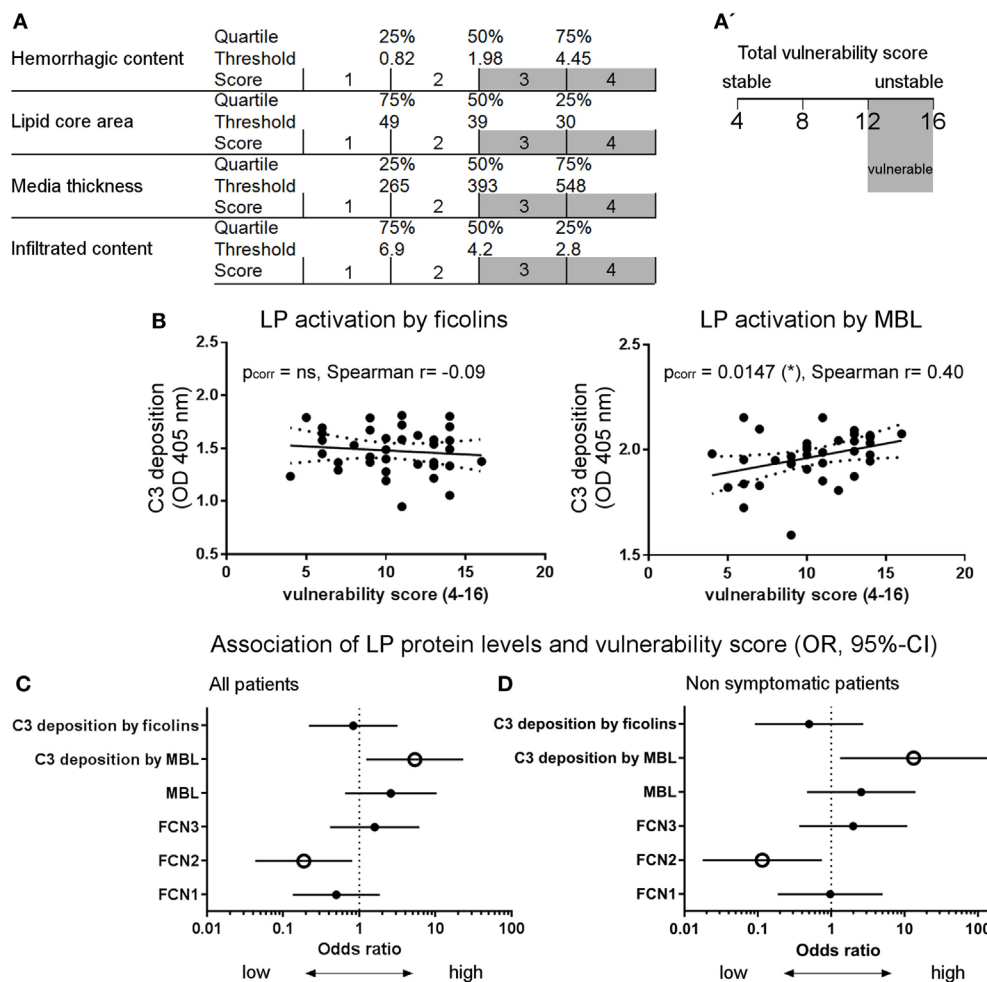 A
Quartile 25% 50% 75%
Hemorrhagic content Threshold 0.82 1.98 4.45
Score 1 2 3 4
Quartile 75% 50% 25%
Lipid core area Threshold 49 39 30
Score 1 2 3 4
Quartile 25% 50% 75%
Media thickness Threshold 265 393 548
Score 1 2 3 4
Quartile 75% 50% 25%
Infiltrated content Threshold 6.9 4.2 2.8
Score 1 2 3 4
A´
Total vulnerability score
stable unstable
4 8 12 16
vulnerable
B
LP activation by ficolins
pcorr = ns, Spearman r= -0.09
C3 deposition
(OD 405 nm)
2.5
2.0
1.5
1.0
0.5
0 5 10 15 20
vulnerability score (4-16)
LP activation by MBL
pcorr = 0.0147 (*), Spearman r= 0.40
C3 deposition
(OD 405 nm)
2.5
2.0
1.5
0 5 10 15 20
vulnerability score (4-16)
Association of LP protein levels and vulnerability score (OR, 95%-CI)
C
All patients
C3 deposition by ficolins
C3 deposition by MBL
MBL
FCN3
FCN2
FCN1
0.01 0.1 1 10 100
Odds ratio
low high
D
Non symptomatic patients
C3 deposition by ficolins
C3 deposition by MBL
MBL
FCN3
FCN2
FCN1
0.01 0.1 1 10 100
Odds ratio
low high